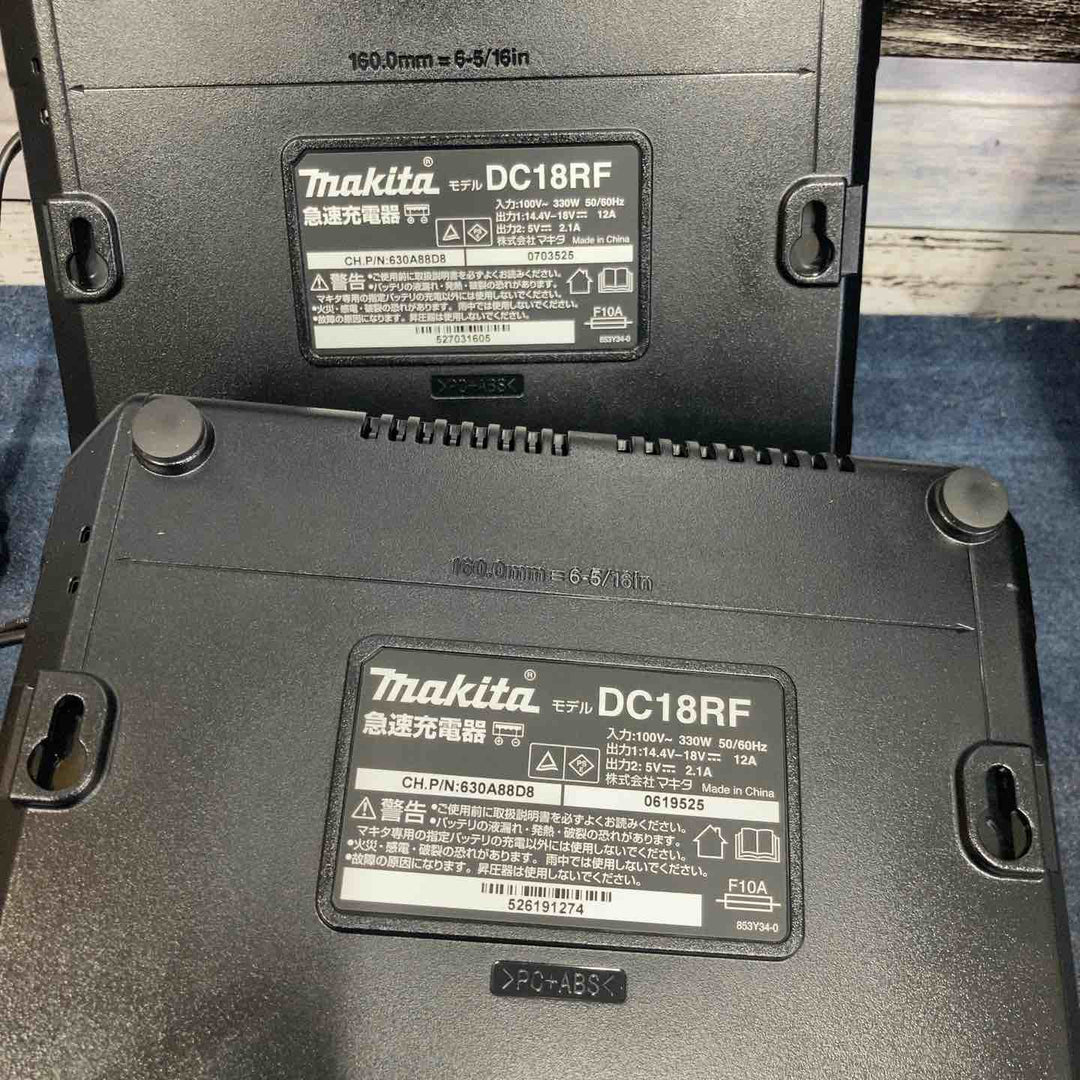 160.0mm = 6-5/16in
makita® モデル DC18RF
急速充電器
入力:100V~ 330W 50/60Hz
出力1:14.4V-18V⎓ 12A
出力2: 5V⎓ 2.1A
株式会社マキタ Made in China
CH.P/N:630A88D8 0703525
警告 •ご使用前に取扱説明書を必ずよくお読みください。
•バッテリの液漏れ・発熱・破裂の恐れがあります。
マキタ専用の指定バッテリの充電以外には使用しないでください。
•火災・感電・破裂の恐れがあります。雨中では使用しないでください。
•故障の原因になります。昇圧器は使用しないでください。
F10A
527031605
853Y34-0
>PC+ABS<
160.0mm = 6-5/16in
makita® モデル DC18RF
急速充電器
入力:100V~ 330W 50/60Hz
出力1:14.4V-18V⎓ 12A
出力2: 5V⎓ 2.1A
株式会社マキタ Made in China
CH.P/N:630A88D8 0619525
警告 •ご使用前に取扱説明書を必ずよくお読みください。
•バッテリの液漏れ・発熱・破裂の恐れがあります。
マキタ専用の指定バッテリの充電以外には使用しないでください。
•火災・感電・破裂の恐れがあります。雨中では使用しないでください。
•故障の原因になります。昇圧器は使用しないでください。
F10A
526191274
853Y34-0
>PC+ABS<